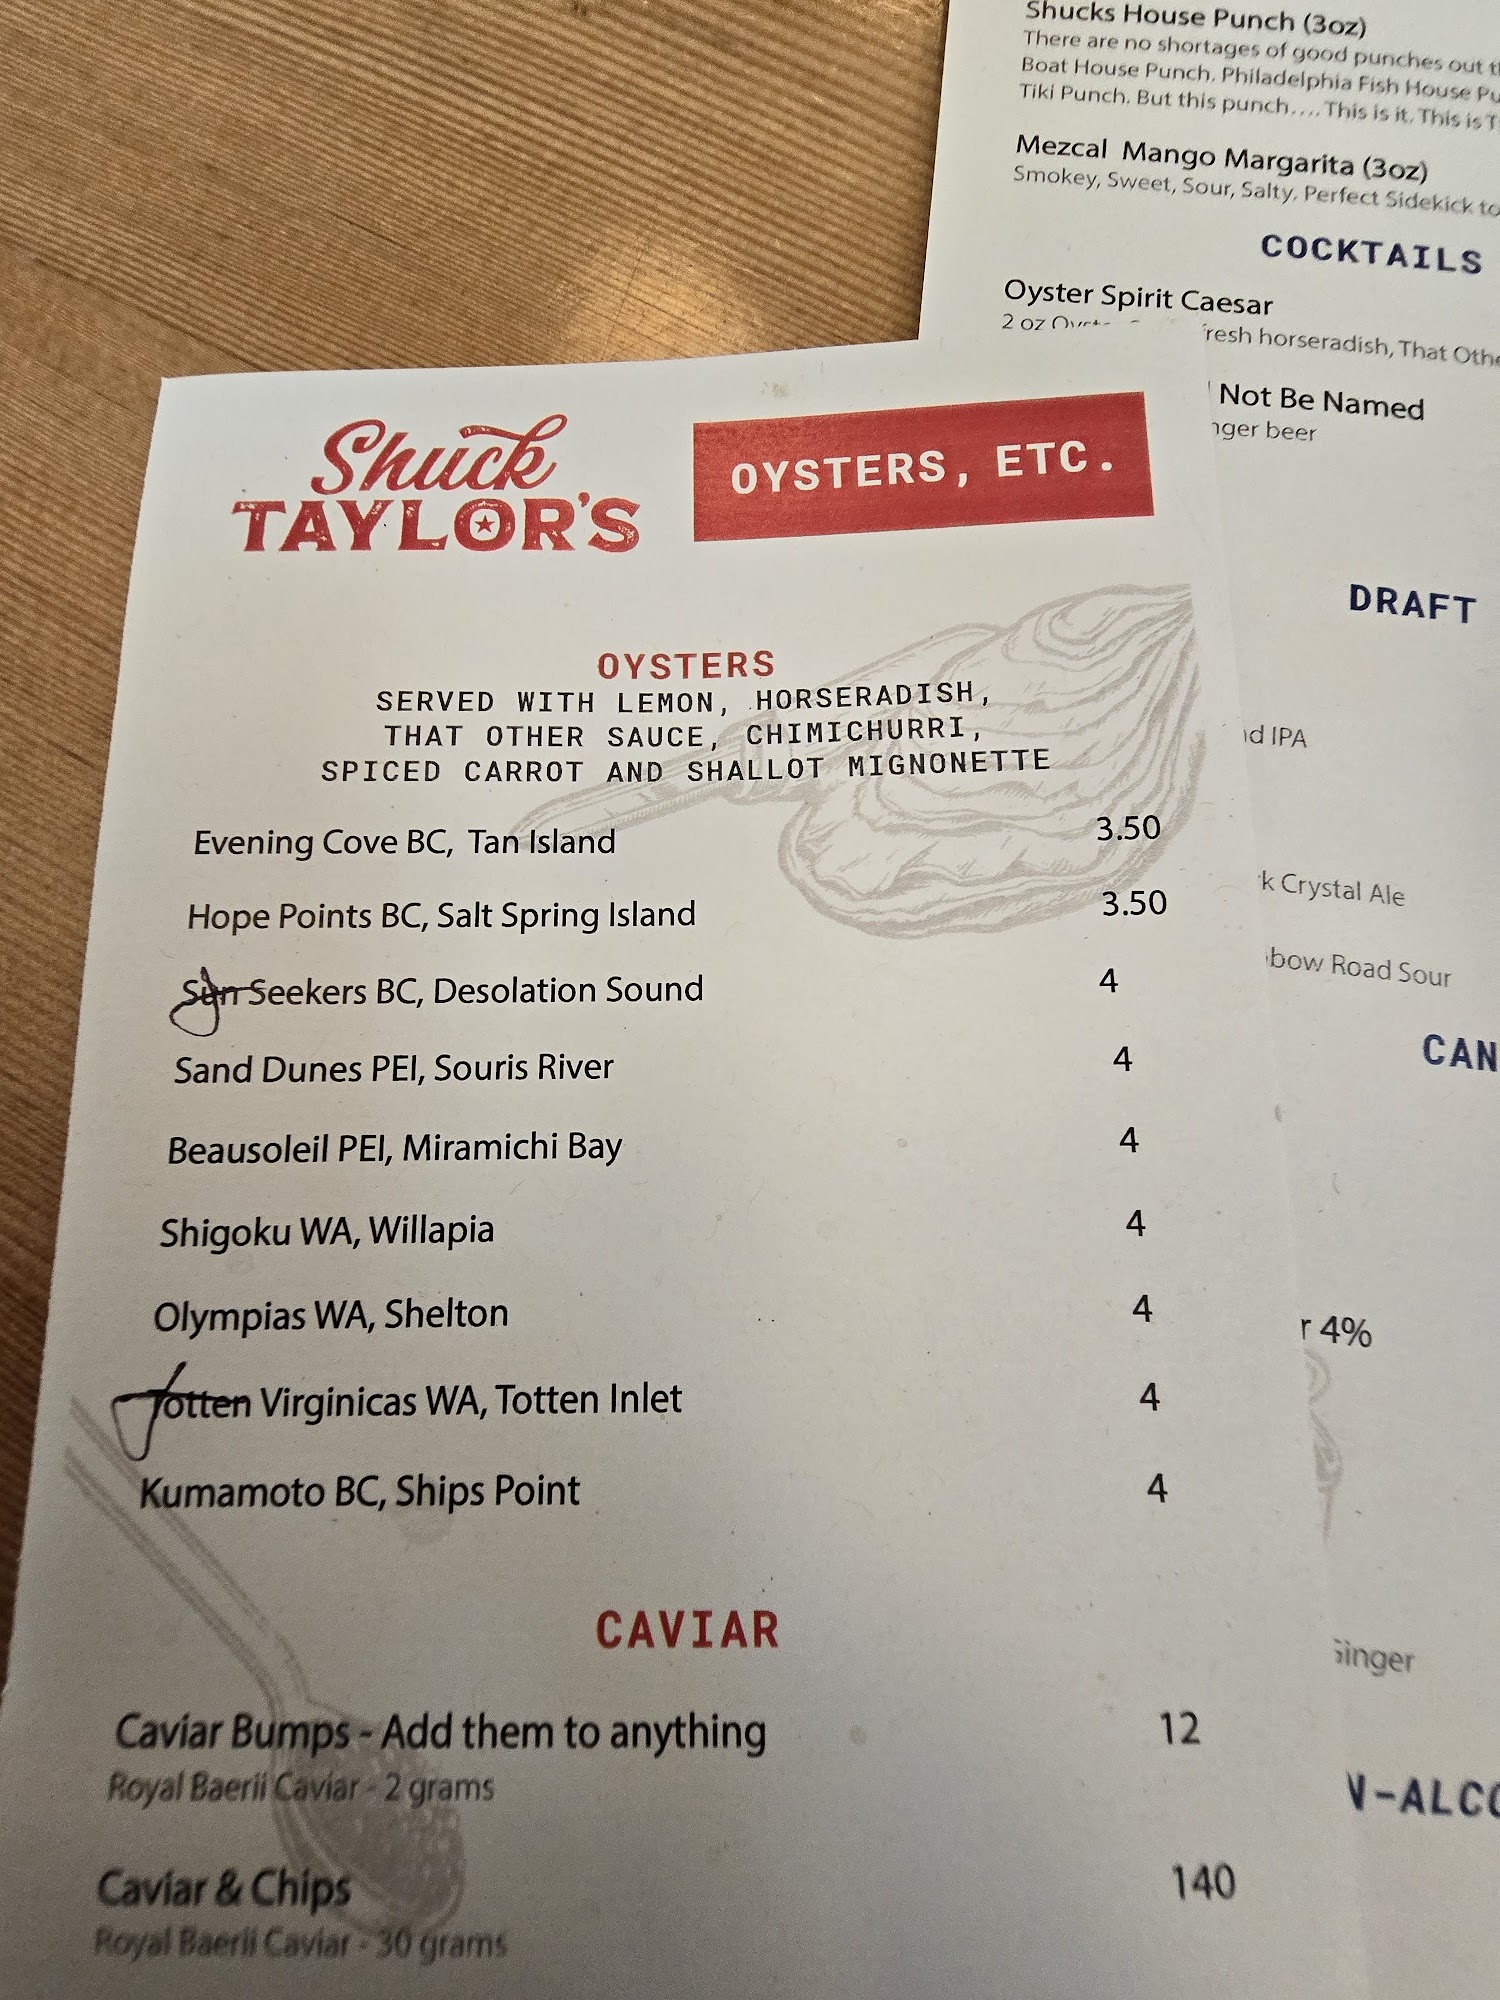 Shucks House Punch (3oz)
There are no shortages of good punches out
Boat House Punch, Philadelphia Fish House
Tiki Punch. But this punch.... This is it. This is
Mezcal Mango Margarita (3oz)
Smokey, Sweet, Sour, Salty. Perfect Sidekick to
COCKTAILS
Oyster Spirit Caesar
2 oz horseradish, That
Not Be Named
beer
DRAFT
IPA
Crystal Ale
Road Sour
4%
Shuck
TAYLOR'S
OYSTERS, ETC.
OYSTERS
SERVED WITH LEMON, HORSERADISH,
THAT OTHER SAUCE, CHIMICHURRI,
SPICED CARROT AND SHALLOT MIGNONETTE
Evening Cove BC, Tan Island 3.50
Hope Points BC, Salt Spring Island 3.50
Sun Seekers BC, Desolation Sound 4
Sand Dunes PEI, Souris River 4
Beausoleil PEI, Miramichi Bay 4
Shigoku WA, Willapia 4
Olympias WA, Shelton 4
Totten Virginicas WA, Totten Inlet 4
Kumamoto BC, Ships Point 4
CAVIAR
Caviar Bumps - Add them to anything 12
Royal Baerii Caviar - 2 grams
Caviar & Chips 140
Royal Baerii Caviar - 30 grams